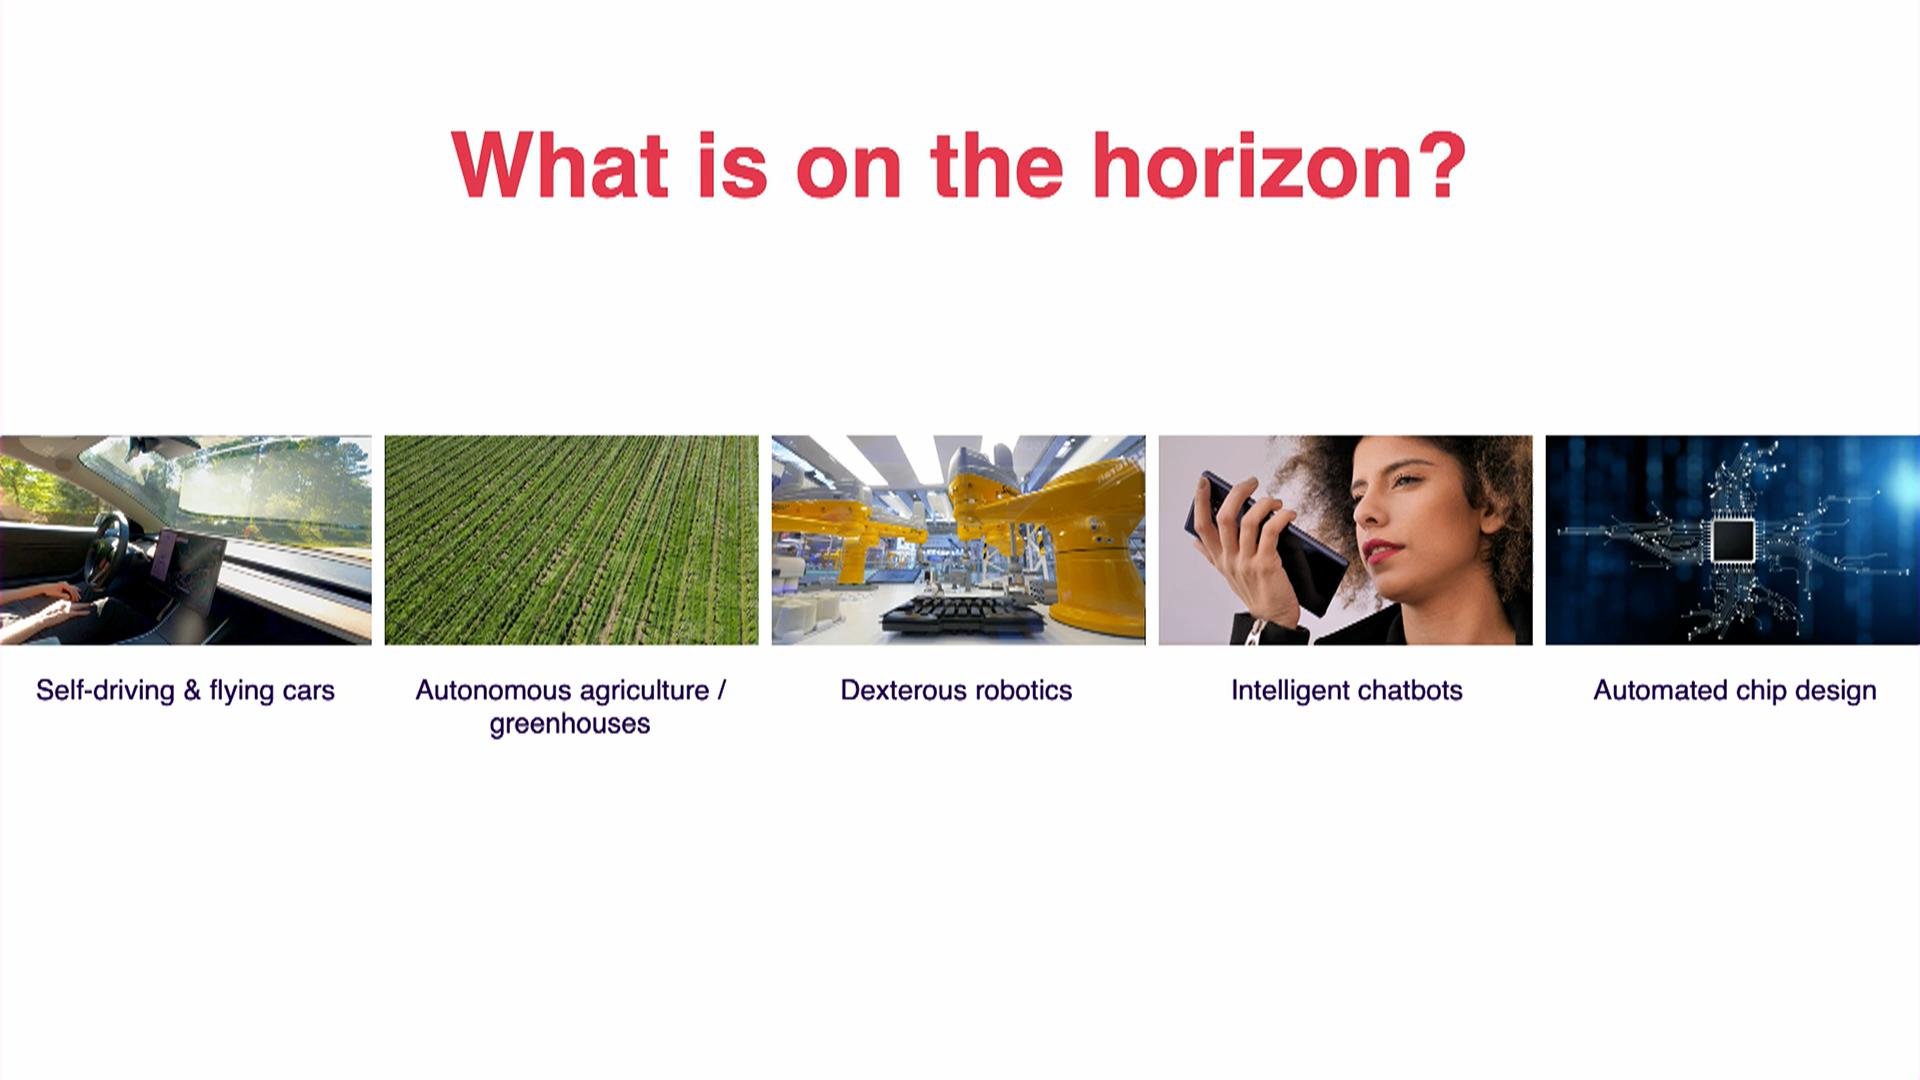 What is on the horizon?
Self-driving & flying cars
Autonomous agriculture /
greenhouses
Dexterous robotics
Intelligent chatbots
Automated chip design